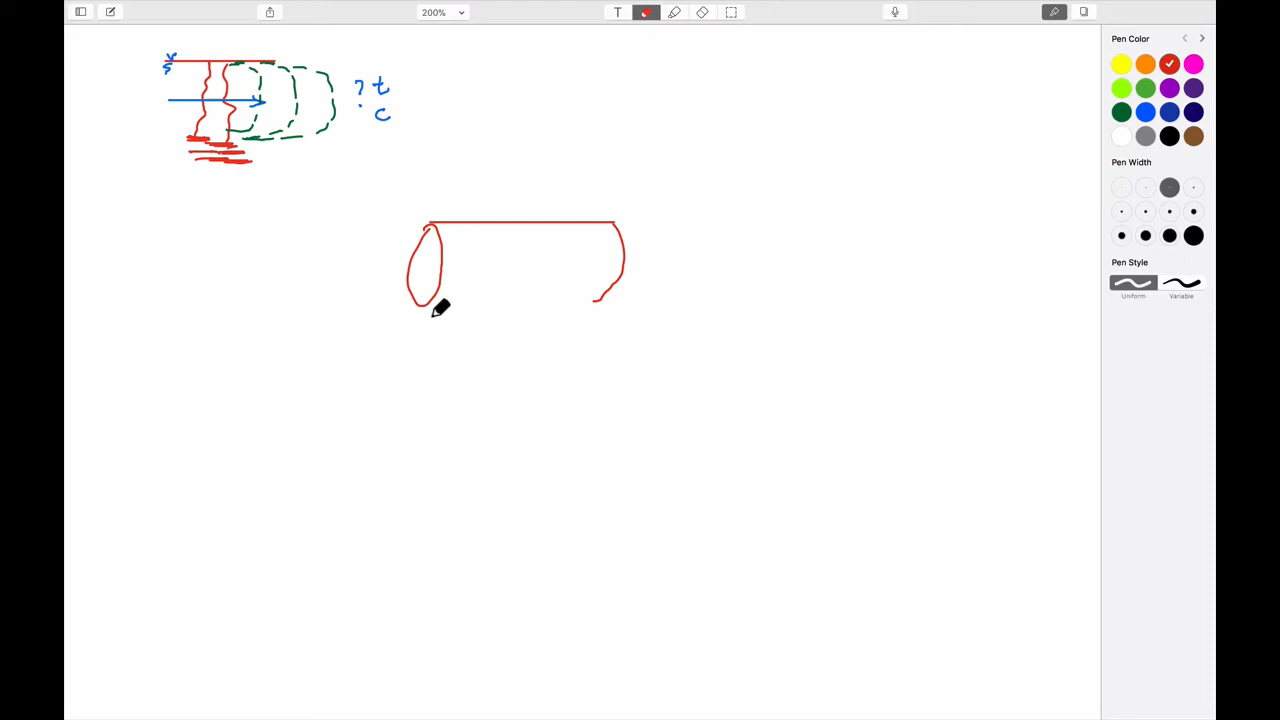 200%
T
Pen Color
? t
c
Pen Width
Pen Style
Uniform
Variable